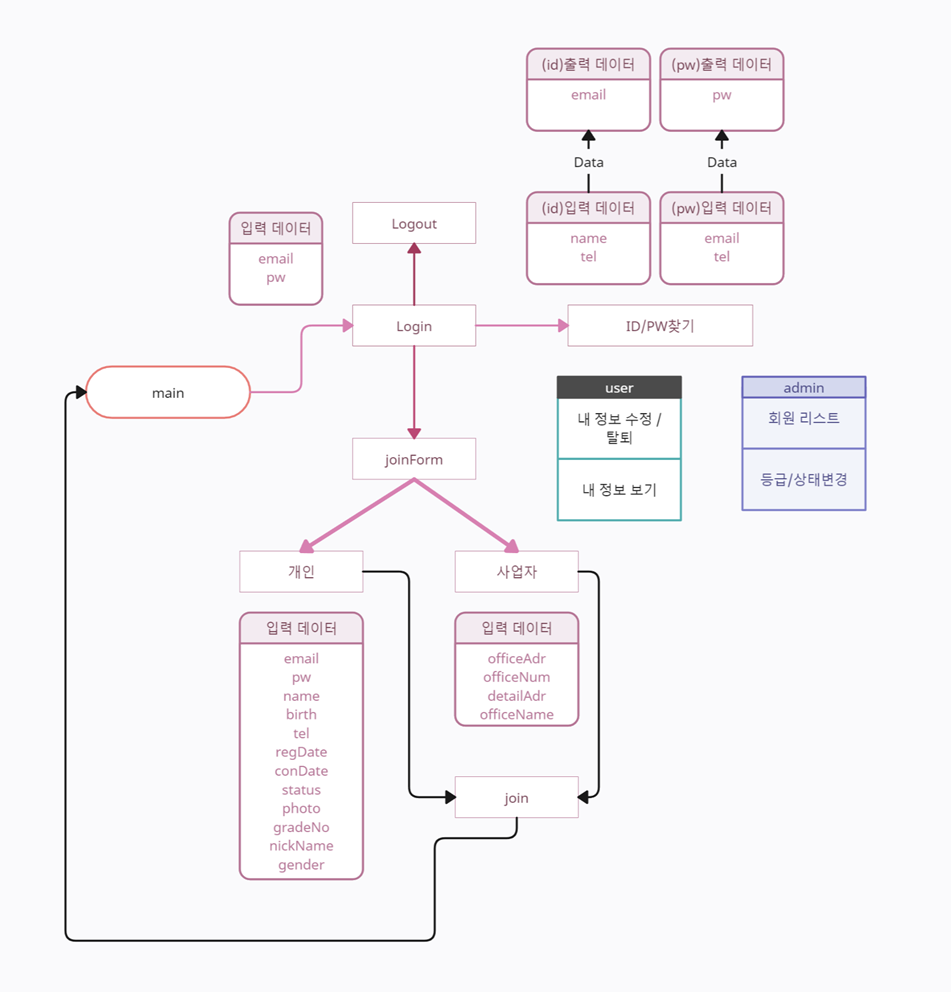 (id)출력 데이터
email
(pw)출력 데이터
pw
Data
Data
(id)입력 데이터
name
tel
(pw)입력 데이터
email
tel
입력 데이터
email
pw
Logout
Login
ID/PW찾기
main
user
내 정보 수정 /
탈퇴
내 정보 보기
admin
회원 리스트
등급/상태변경
joinForm
개인
사업자
입력 데이터
email
pw
name
birth
tel
regDate
conDate
status
photo
gradeNo
nickName
gender
입력 데이터
officeAdr
officeNum
detailAdr
officeName
join